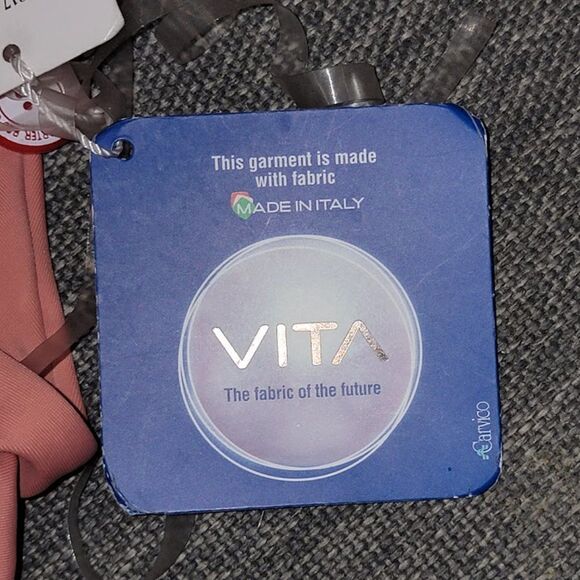 This garment is made
with fabric
MADE IN ITALY
VITA
The fabric of the future
Carvico